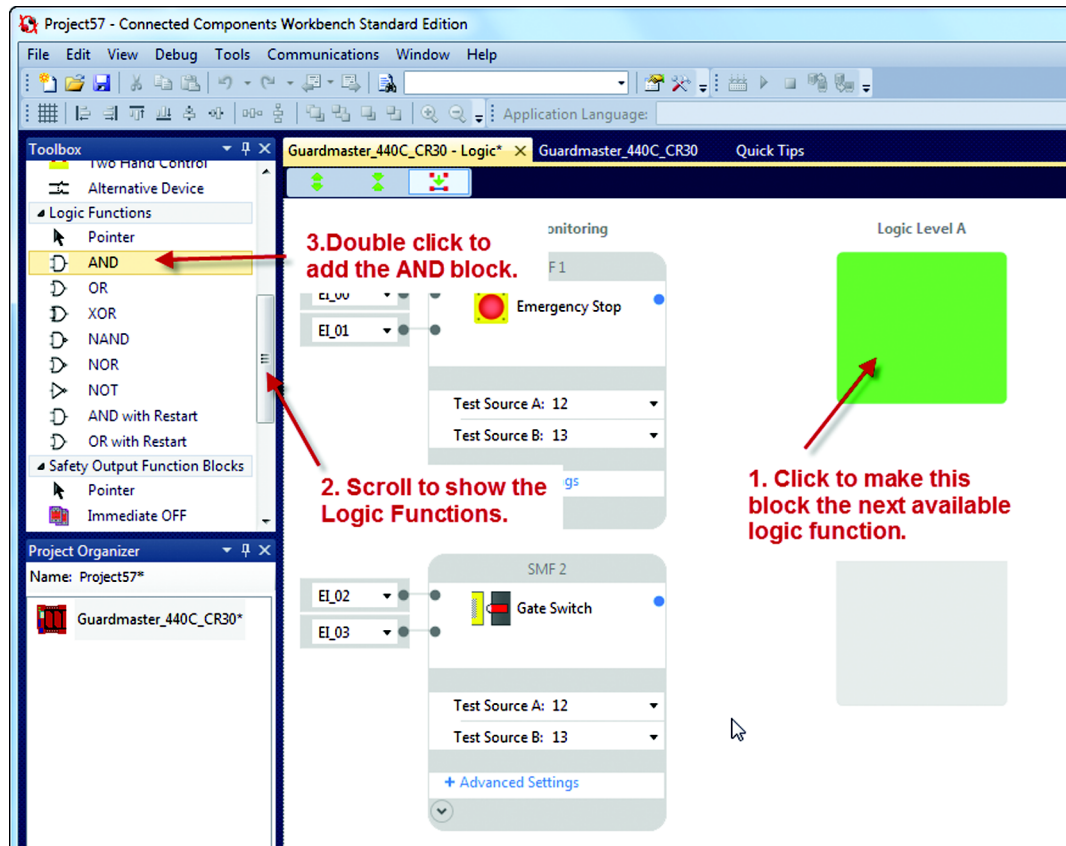 Project57 - Connected Components Workbench Standard Edition
File Edit View Debug Tools Communications Window Help
Application Language:
Toolbox
Guardmaster_440C_CR30 - Logic* Guardmaster_440C_CR30 Quick Tips
Two Hand Control
Alternative Device
Logic Functions
Pointer
AND
OR
XOR
NAND
NOR
NOT
AND with Restart
OR with Restart
Safety Output Function Blocks
Pointer
Immediate OFF
Project Organizer
Name: Project57*
Guardmaster_440C_CR30*
onitoring
Logic Level A
3.Double click to
add the AND block.
F 1
EI_00
EI_01
Emergency Stop
Test Source A: 12
Test Source B: 13
gs
2. Scroll to show the
Logic Functions.
1. Click to make this
block the next available
logic function.
SMF 2
EI_02
EI_03
Gate Switch
Test Source A: 12
Test Source B: 13
+ Advanced Settings